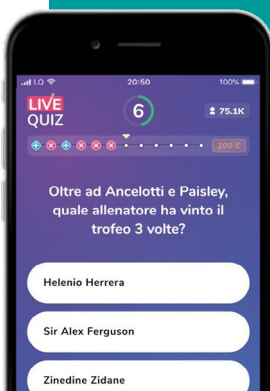 LQ 20:50 100%
LIVE
QUIZ
6
75.1K
200 €
Oltre ad Ancelotti e Paisley,
quale allenatore ha vinto il
trofeo 3 volte?
Helenio Herrera
Sir Alex Ferguson
Zinedine Zidane